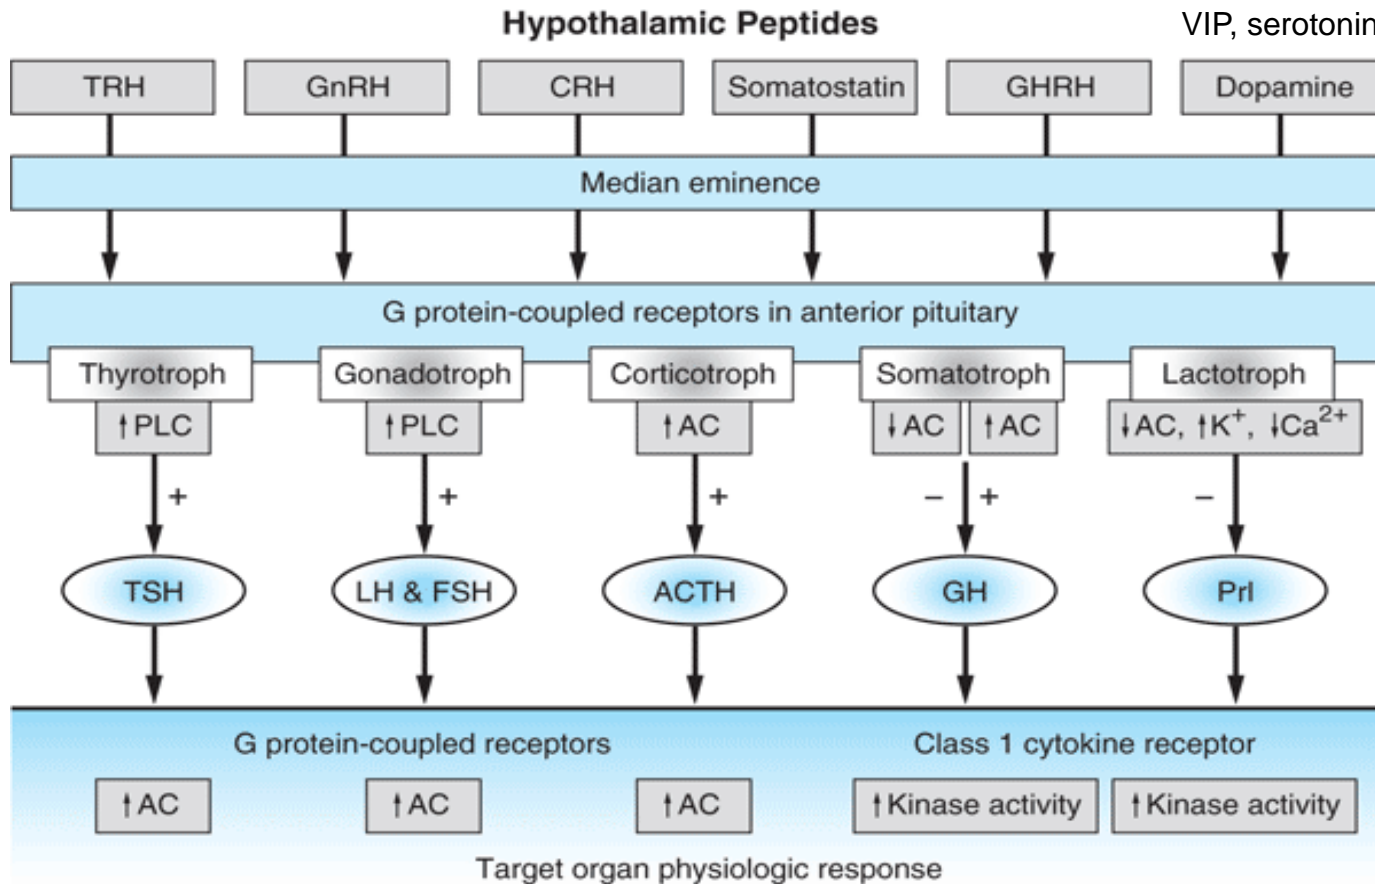 Hypothalamic Peptides
VIP, serotonin
TRH
GnRH
CRH
Somatostatin
GHRH
Dopamine
Median eminence
G protein-coupled receptors in anterior pituitary
Thyrotroph
Gonadotroph
Corticotroph
Somatotroph
Lactotroph
↑PLC
↑PLC
↑AC
↓AC
↑AC
↓AC, ↑K⁺, ↓Ca²⁺
+
+
+
− +
−
TSH
LH & FSH
ACTH
GH
Prl
G protein-coupled receptors
Class 1 cytokine receptor
↑AC
↑AC
↑AC
↑Kinase activity
↑Kinase activity
Target organ physiologic response